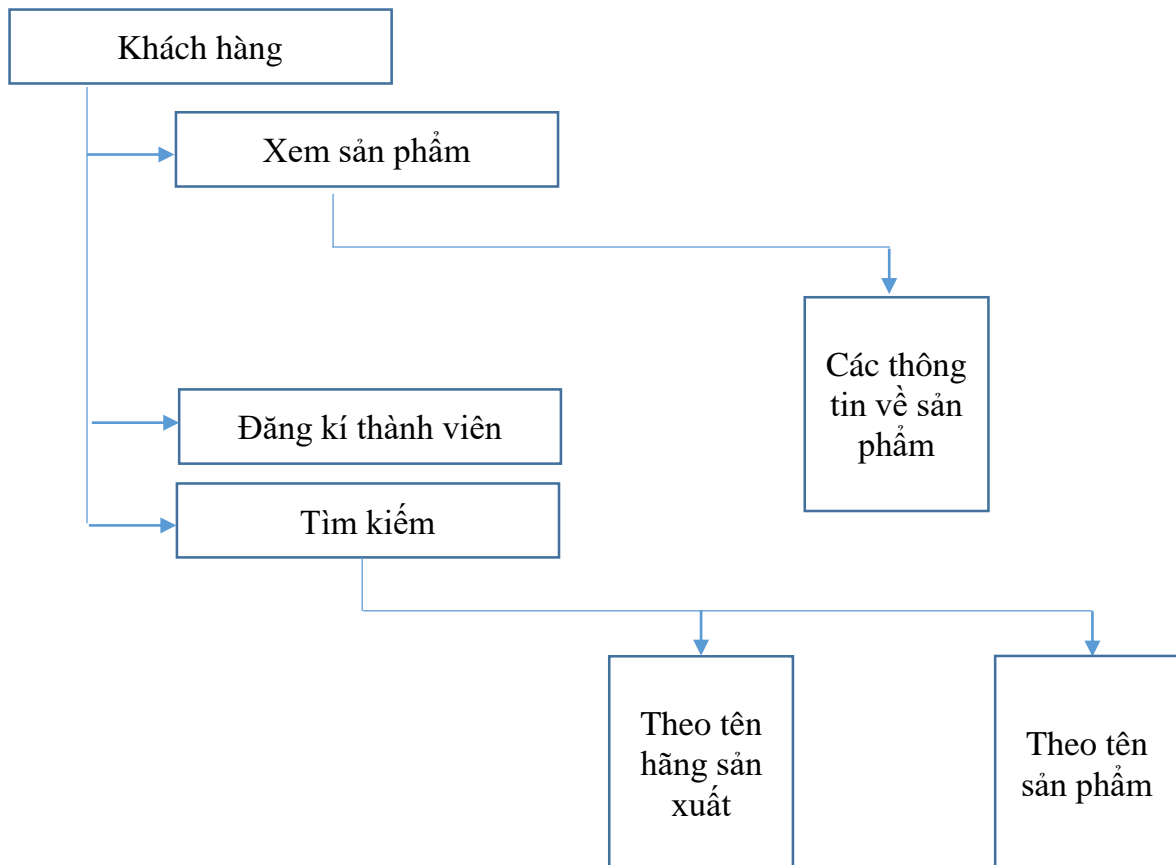 Khách hàng
Xem sản phẩm
Các thông
tin về sản
phẩm
Đăng kí thành viên
Tìm kiếm
Theo tên
hãng sản
xuất
Theo tên
sản phẩm